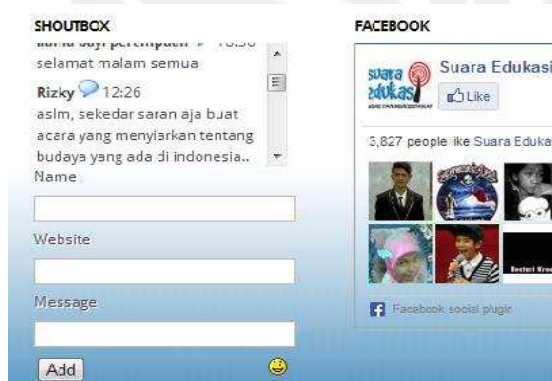 SHOUTBOX
selamat malam semua
Rizky 12:26
aslm, sekedar saran aja buat
acara yang menyiarkan tentang
budaya yang ada di indonesia..
Name
Website
Message
Add
FACEBOOK
suara
edukasi
Suara Edukasi
Like
3,827 people like Suara Eduka
Facebook social plugin